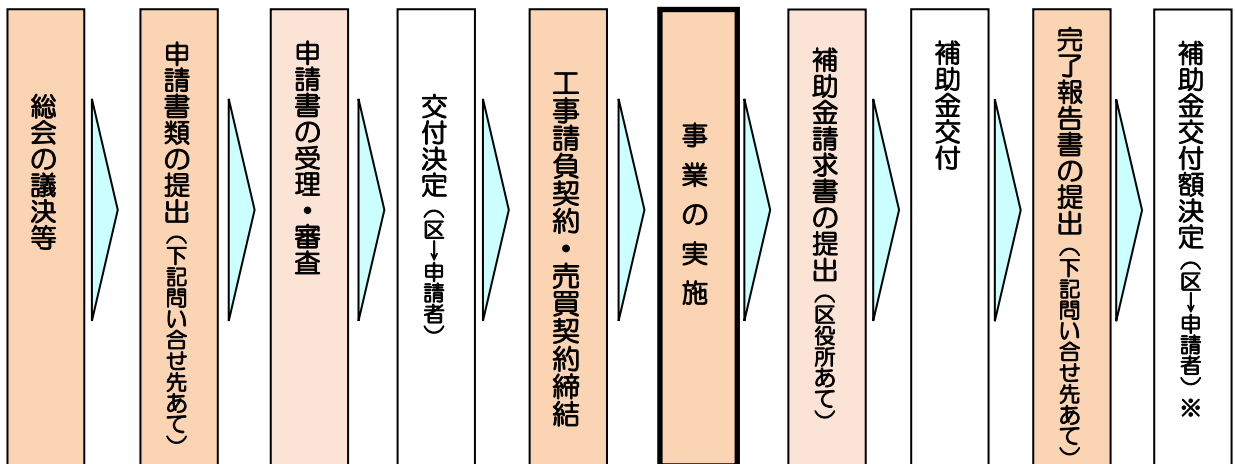 総会の議決等
申請書類の提出（下記問い合せ先あて）
申請書の受理・審査
交付決定（区→申請者）
工事請負契約・売買契約締結
事業の実施
補助金請求書の提出（区役所あて）
補助金交付
完了報告書の提出（下記問い合せ先あて）
補助金交付額決定（区→申請者）※